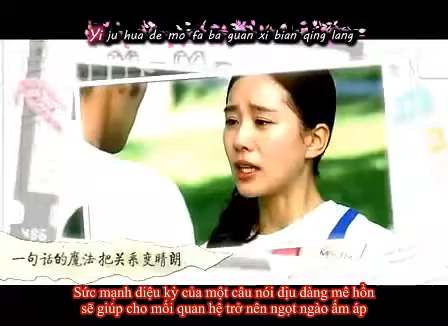 Yi ju hua de mo fa ba guan xi bian qing lang
一句话的魔法把关系变晴朗
Sức mạnh diệu kỳ của một câu nói dịu dàng mê hồn
sẽ giúp cho mối quan hệ trở nên ngọt ngào ấm áp